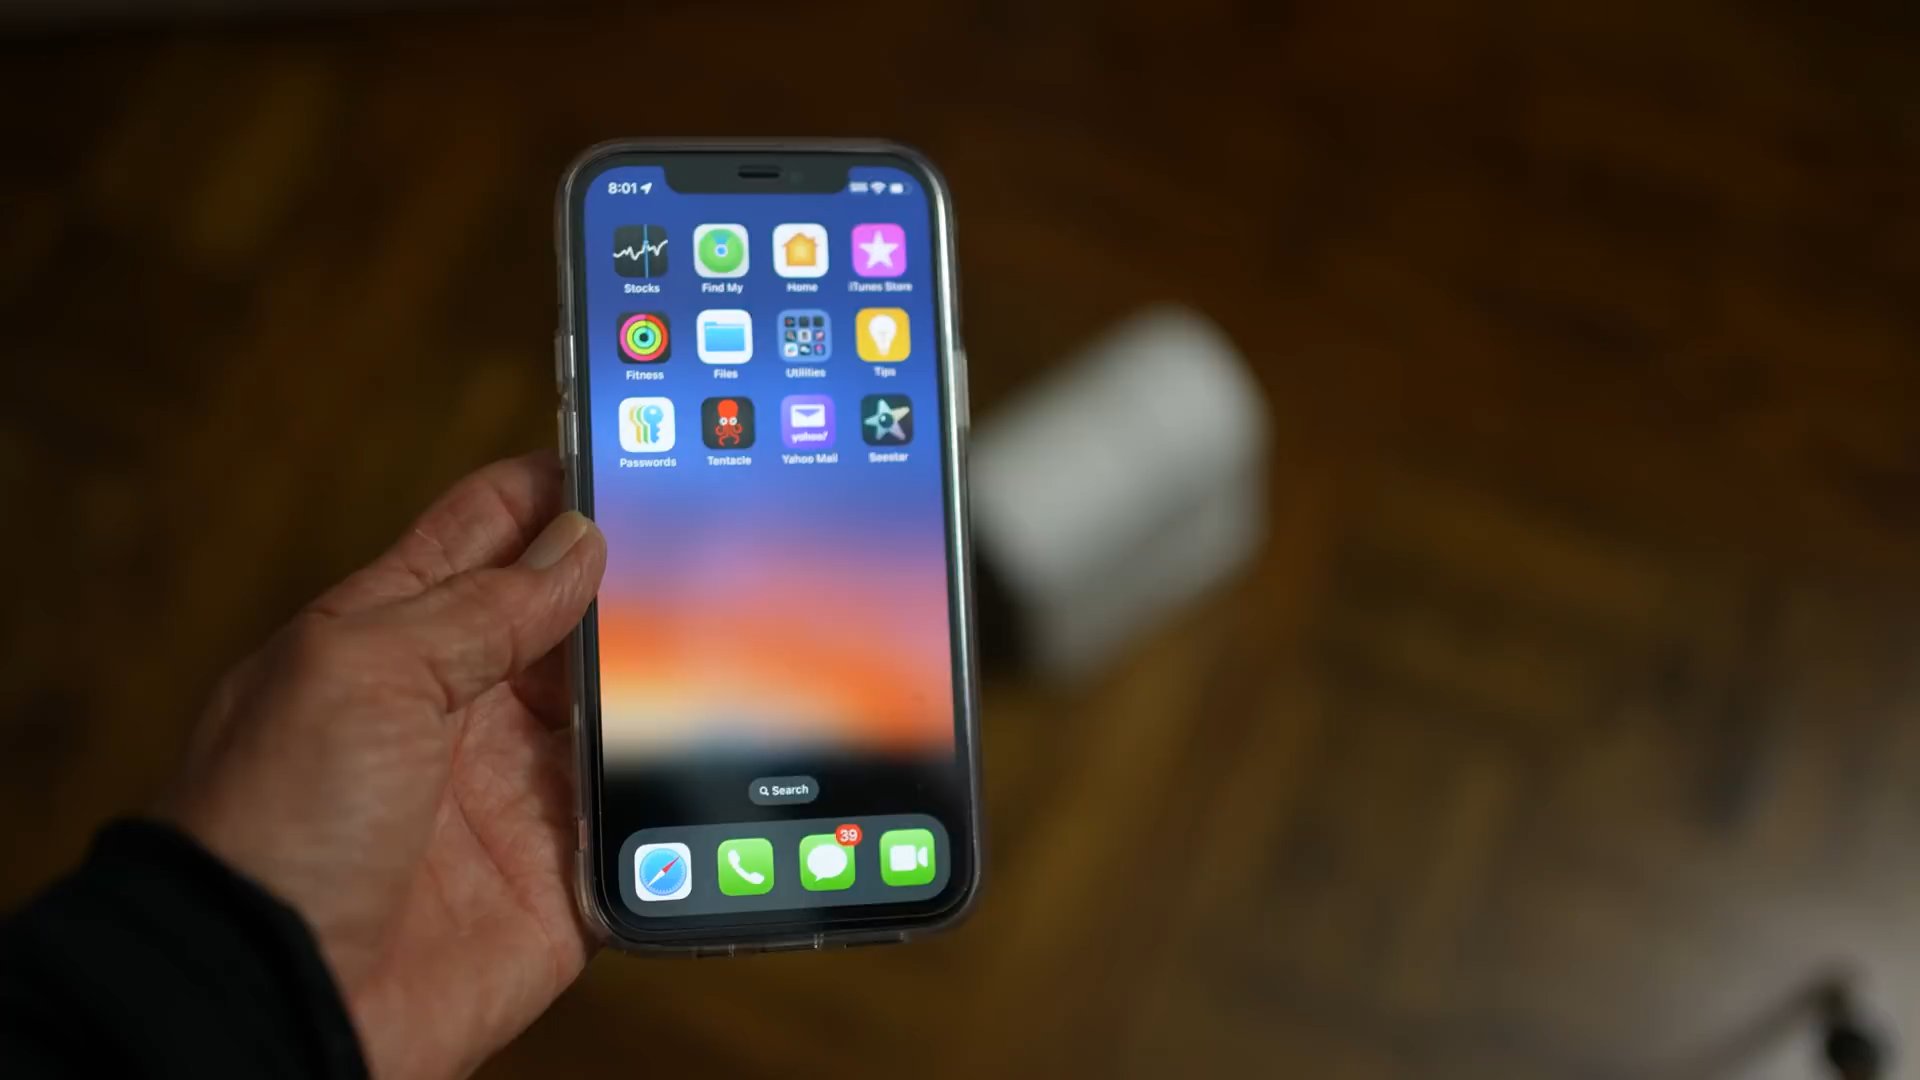 8:01
Stocks
Find My
Home
iTunes Store
Fitness
Files
Utilities
Tips
yahoo!
Passwords
Tentacle
Yahoo Mail
Seestar
Search
39